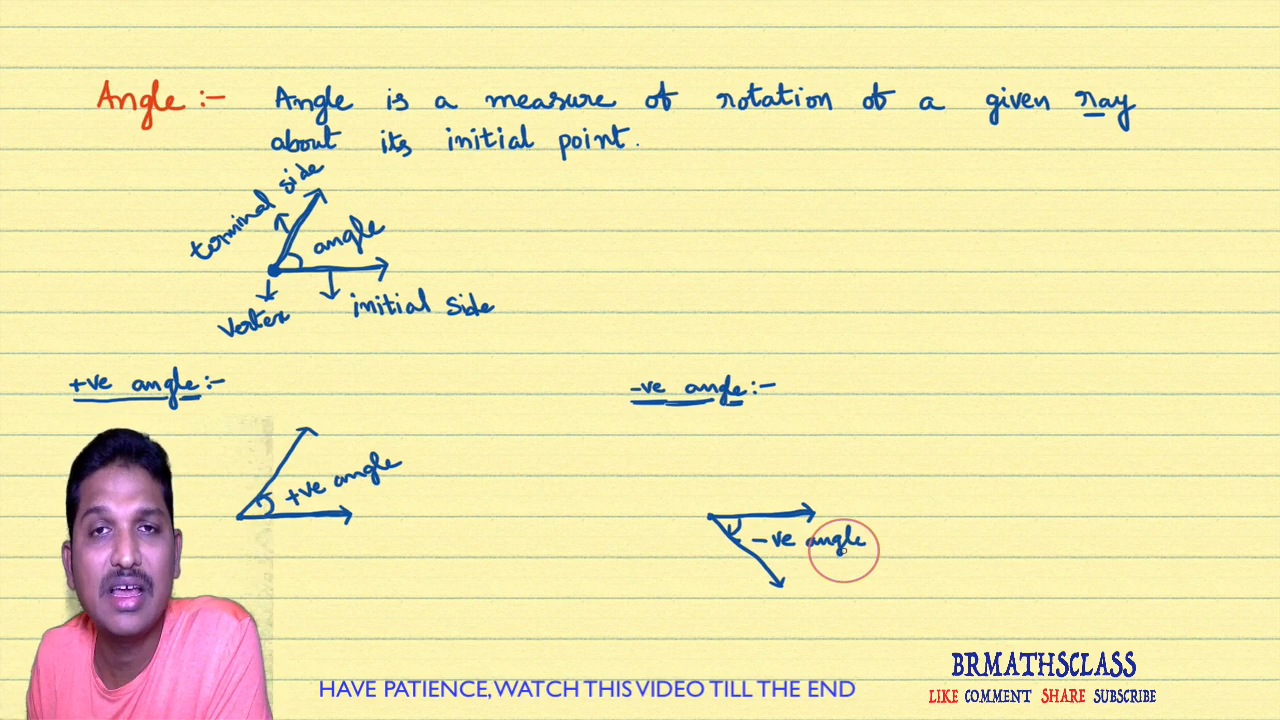 Angle :- Angle is a measure of rotation of a given ray
about its initial point.
terminal side
angle
initial side
Vertex
+ve angle:-
-ve angle:-
+ve angle
-ve angle
BRMATHSCLASS
LIKE COMMENT SHARE SUBSCRIBE
HAVE PATIENCE, WATCH THIS VIDEO TILL THE END